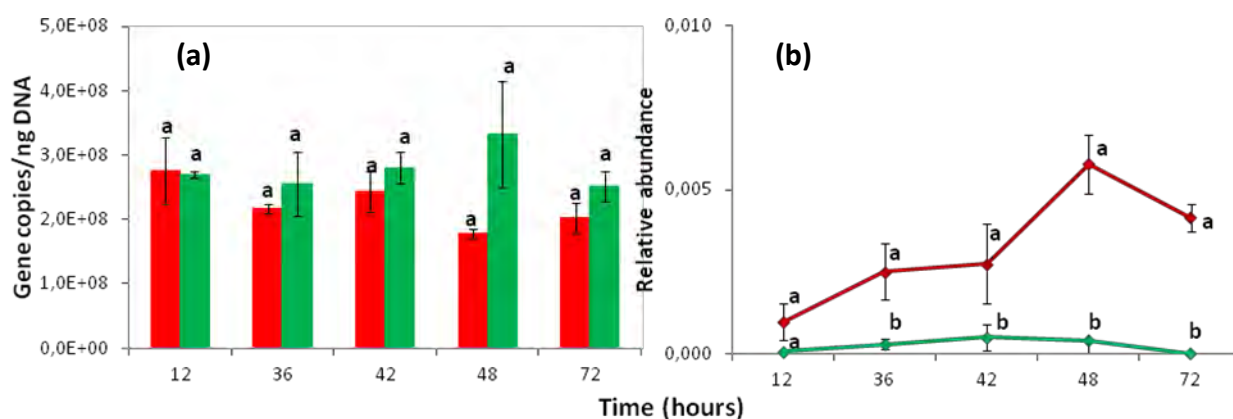 (a)
Gene copies/ng DNA
5,0E+08
4,0E+08
3,0E+08
2,0E+08
1,0E+08
0,0E+00
a a a a a a a a a a
12 36 42 48 72
(b)
Relative abundance
0,010
0,005
0,000
a a a a a
a b b b b
12 36 42 48 72
Time (hours)